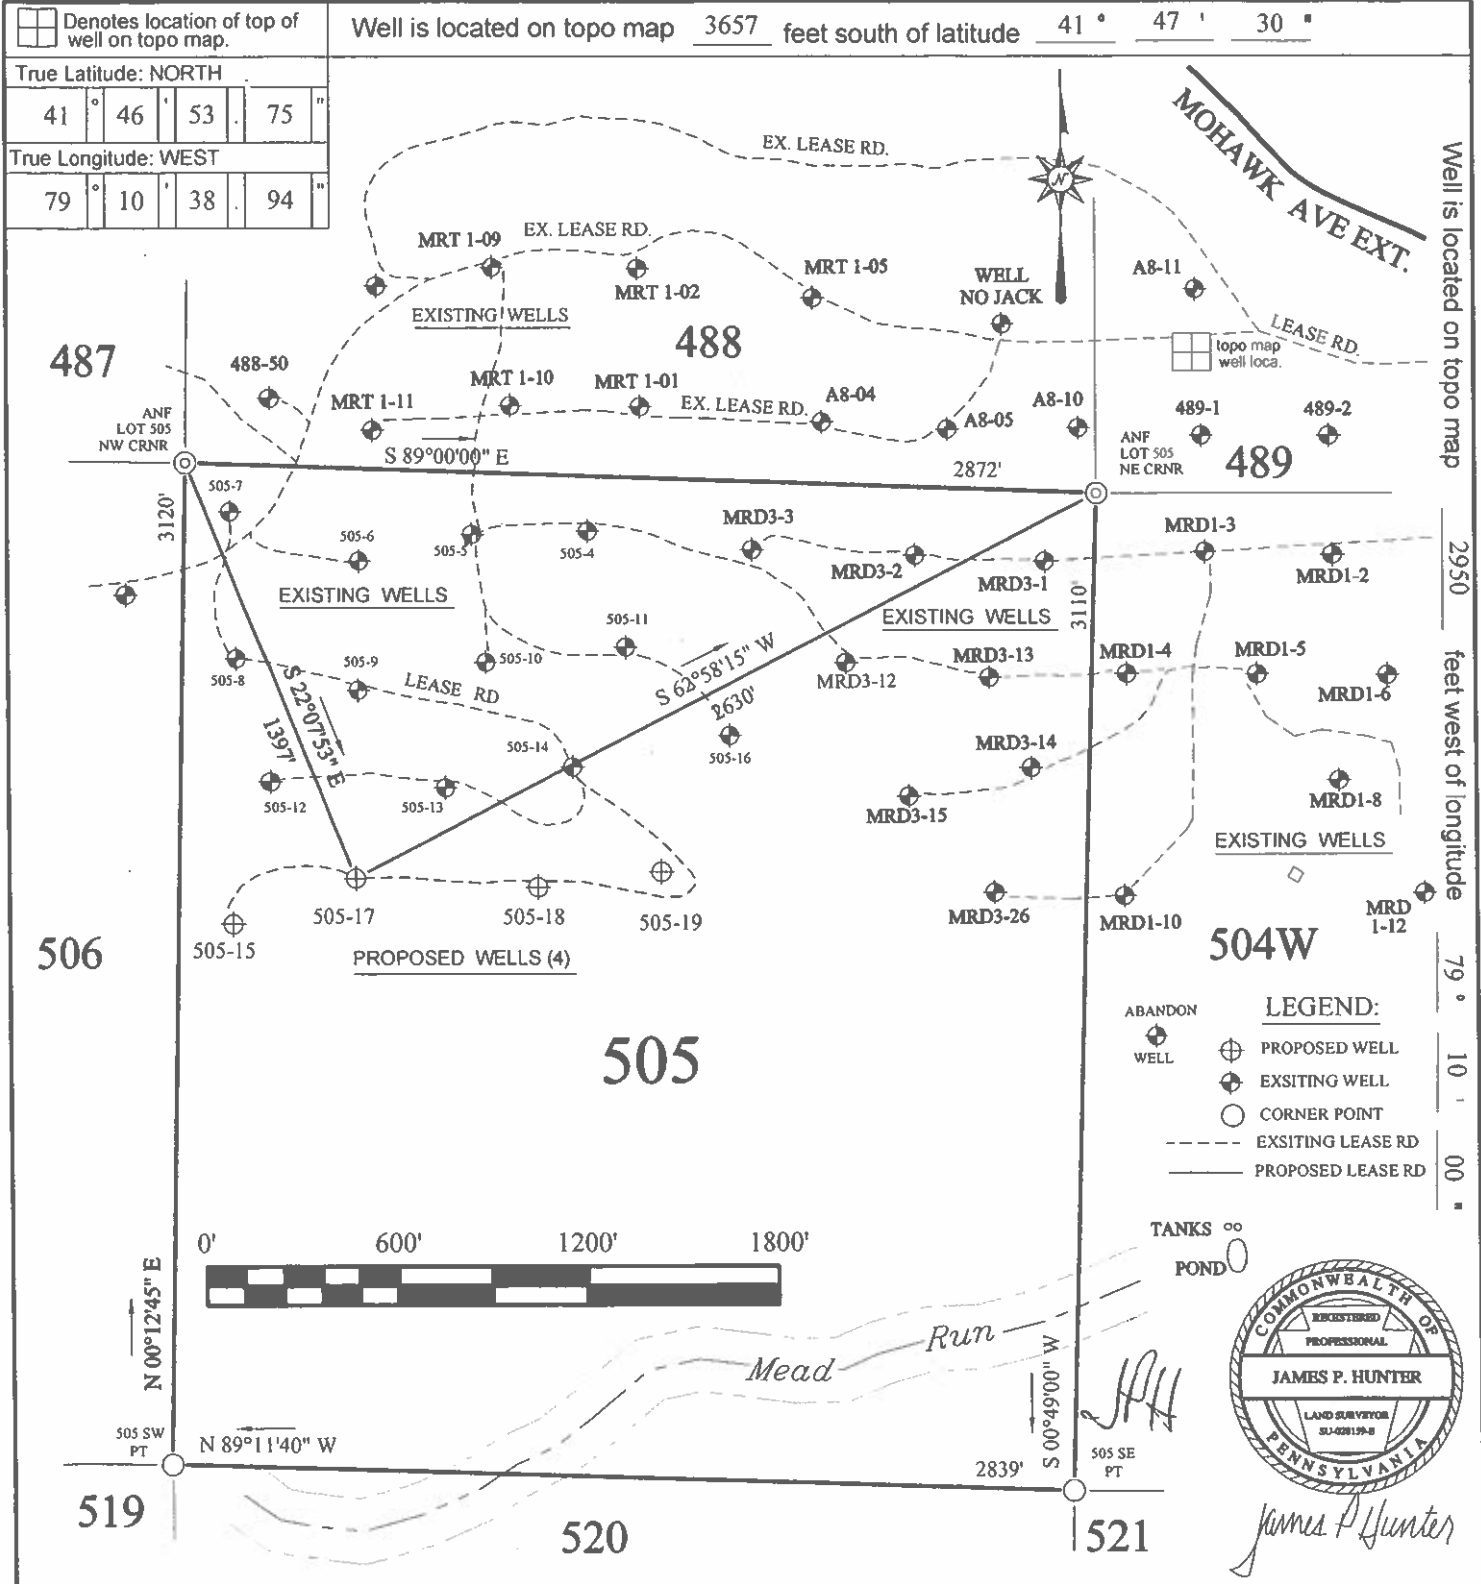 Denotes location of top of
well on topo map.
Well is located on topo map 3657 feet south of latitude 41 ° 47 ' 30 "
True Latitude: NORTH
41 ° 46 ' 53 . 75 "
True Longitude: WEST
79 ° 10 ' 38 . 94 "
Well is located on topo map 2950 feet west of longitude 79 ° 10 ' 00 "
MOHAWK AVE EXT.
N
EX. LEASE RD.
EX. LEASE RD.
MRT 1-09
MRT 1-02
MRT 1-05
WELL
NO JACK
A8-11
EXISTING WELLS
488
487
LEASE RD.
topo map
well loca.
488-50
MRT 1-11
MRT 1-10
MRT 1-01
EX. LEASE RD.
A8-04
A8-05
A8-10
489-1
489-2
ANF
LOT 505
NW CRNR
ANF
LOT 505
NE CRNR
489
S 89°00'00" E
2872'
3120'
505-7
505-6
505-5
505-4
MRD3-3
MRD3-2
MRD3-1
MRD1-3
MRD1-2
EXISTING WELLS
EXISTING WELLS
3110'
505-11
505-8
505-9
505-10
LEASE RD
S 62°58'15" W
2630'
MRD3-12
MRD3-13
MRD1-4
MRD1-5
MRD1-6
S 22°07'53" E
1397'
505-14
505-16
MRD3-14
505-12
505-13
MRD3-15
MRD1-8
EXISTING WELLS
505-15
505-17
505-18
505-19
MRD3-26
MRD1-10
MRD
1-12
PROPOSED WELLS (4)
506
504W
505
ABANDON
WELL
LEGEND:
PROPOSED WELL
EXSITING WELL
CORNER POINT
EXSITING LEASE RD
PROPOSED LEASE RD
TANKS
POND
0' 600' 1200' 1800'
N 00°12'45" E
Mead Run
S 00°49'00" W
JPH
505 SW
PT
N 89°11'40" W
2839'
505 SE
PT
519
520
521
COMMONWEALTH OF
REGISTERED
PROFESSIONAL
JAMES P. HUNTER
LAND SURVEYOR
SU-028139-E
PENNSYLVANIA
James P Hunter